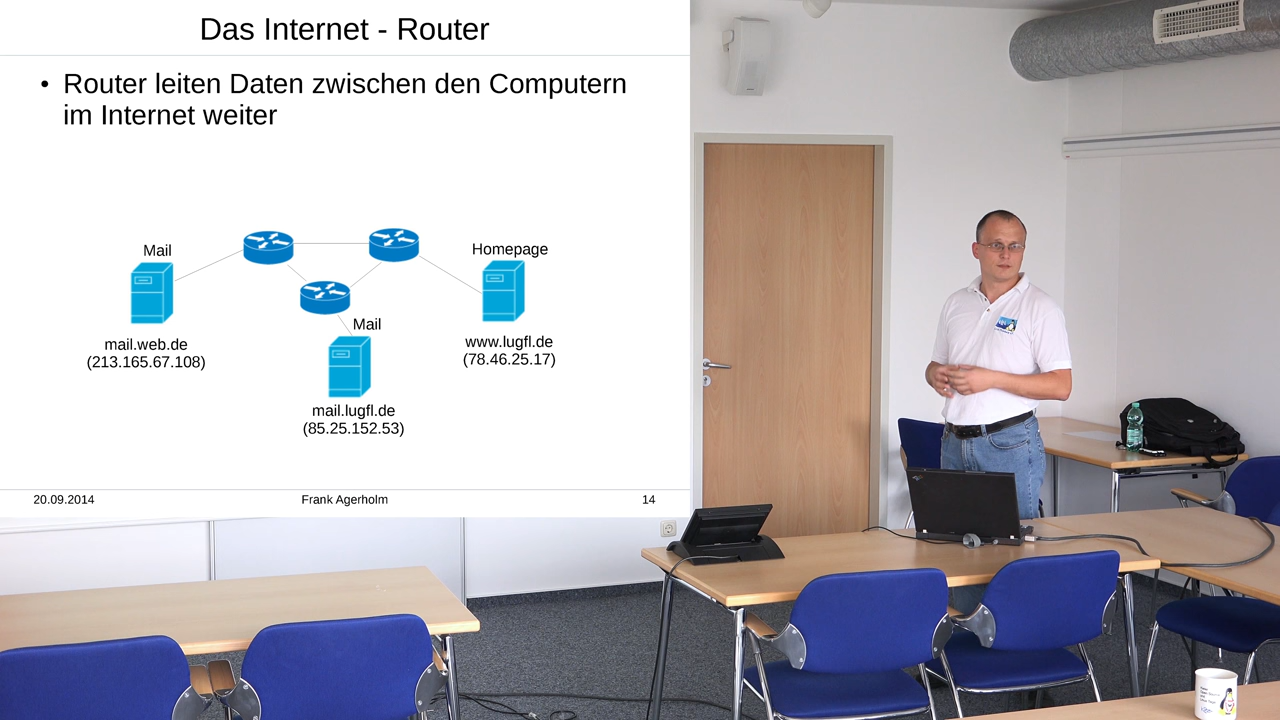 Das Internet - Router
• Router leiten Daten zwischen den Computern
im Internet weiter
Mail
Homepage
Mail
mail.web.de
(213.165.67.108)
www.lugfl.de
(78.46.25.17)
mail.lugfl.de
(85.25.152.53)
20.09.2014
Frank Agerholm
14